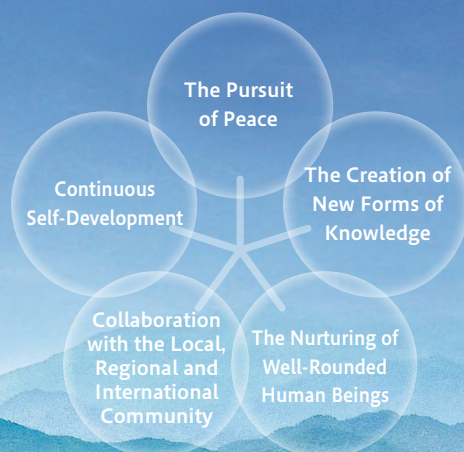 The Pursuit
of Peace
The Creation of
New Forms of
Knowledge
Continuous
Self-Development
Collaboration
with the Local,
Regional and
International
Community
The Nurturing of
Well-Rounded
Human Beings